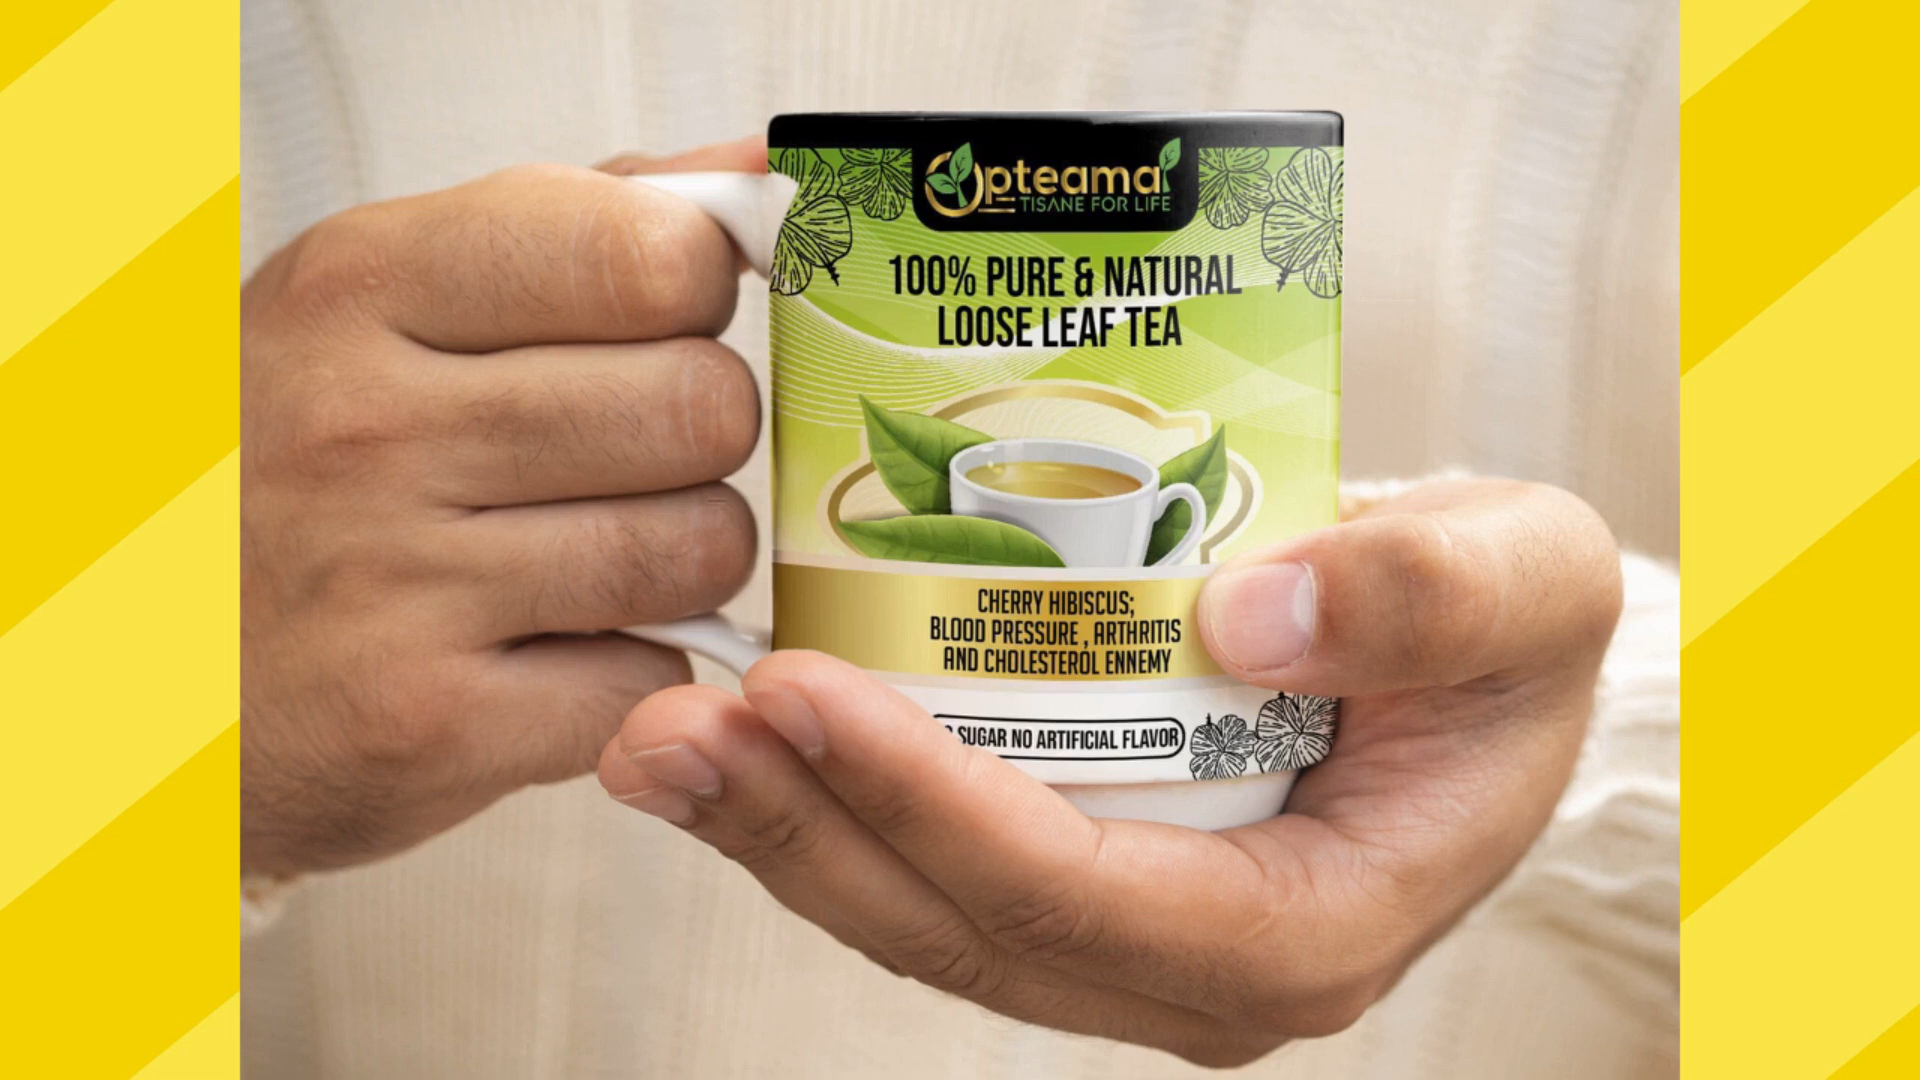 Opteama
TISANE FOR LIFE
100% PURE & NATURAL
LOOSE LEAF TEA
CHERRY HIBISCUS;
BLOOD PRESSURE , ARTHRITIS
AND CHOLESTEROL ENNEMY
SUGAR NO ARTIFICIAL FLAVOR